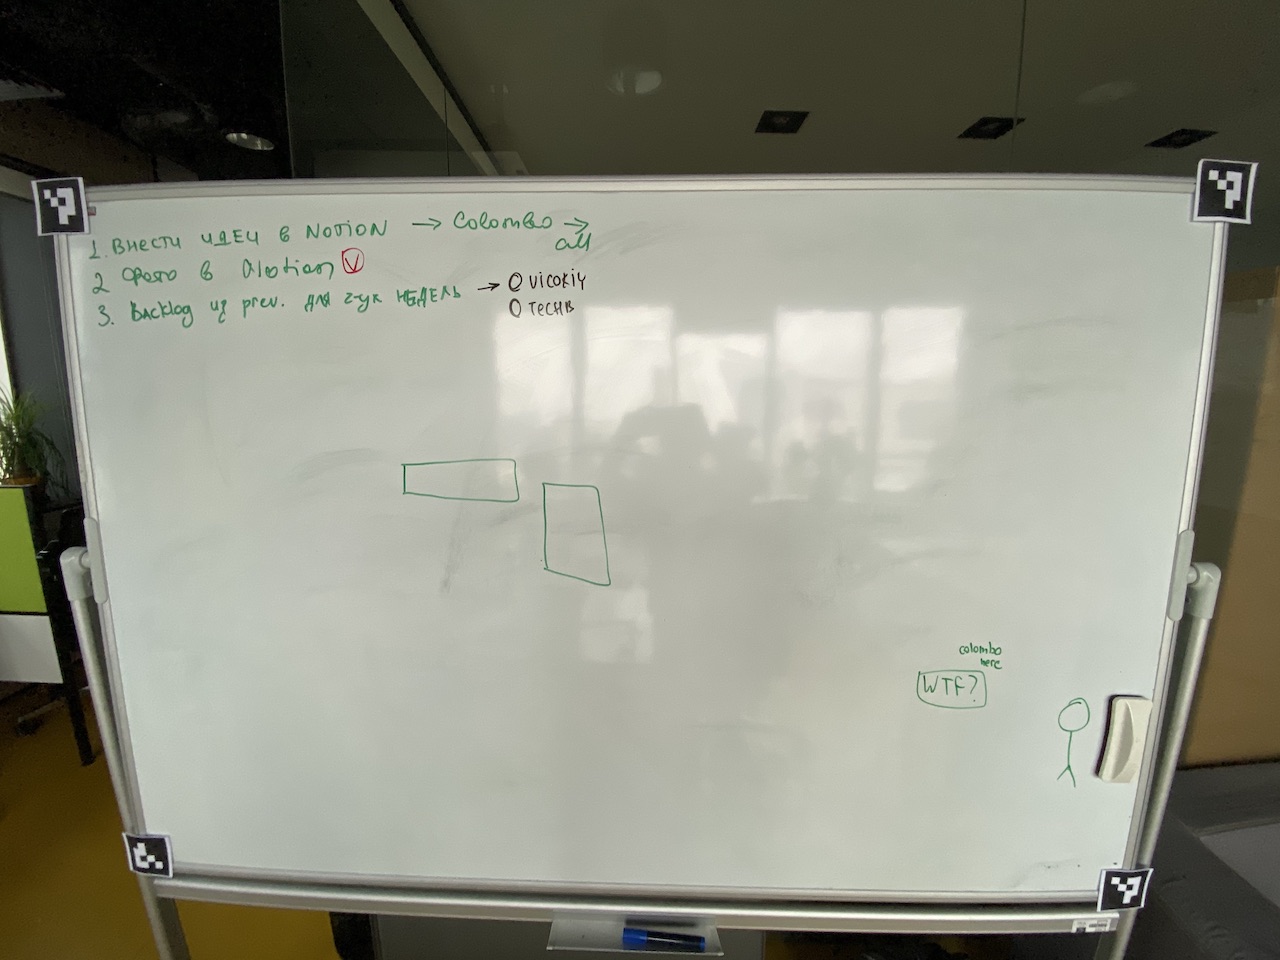 1. Внести идеи в Notion → Colombo →
all
2 Фото в Notion V
3. Backlog из prev. для 2-ух недель →
vicokiy
Techb
colombo
here
WTF?